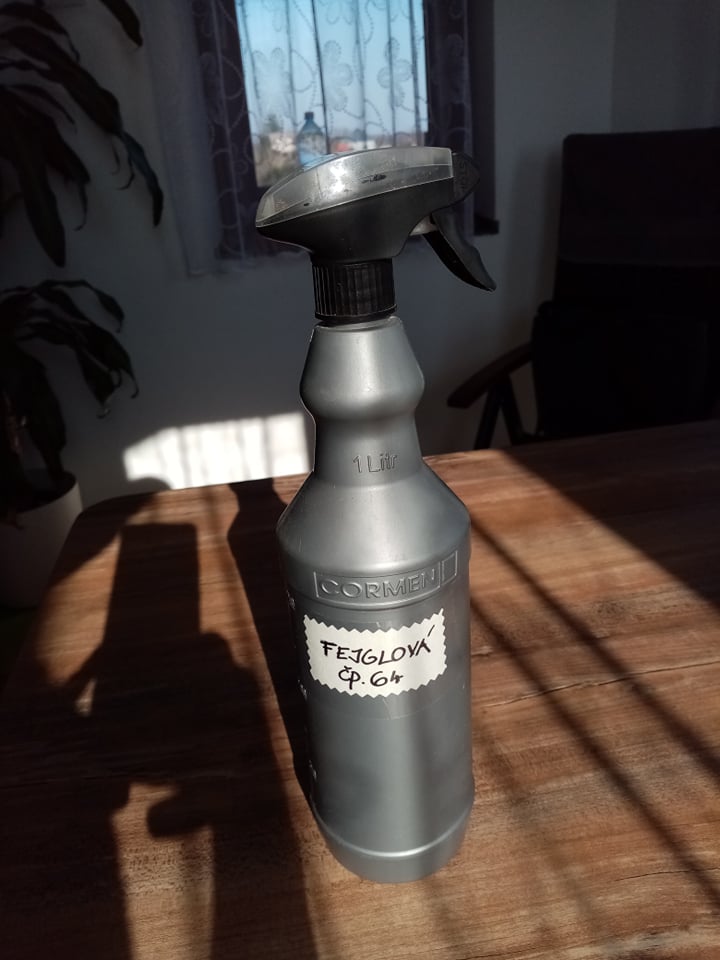 1 Litr
CORMEN
FEJGLOVÁ
čp. 64